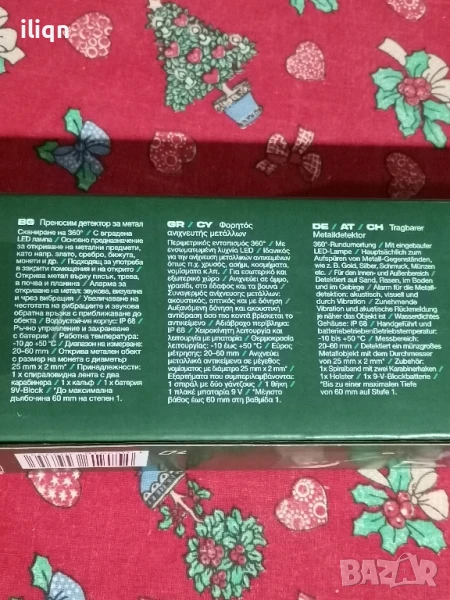 iliqn
BG Преносим детектор за метал
Сканиране на 360° / С вградена
LED лампа / Основно предназначение
за откриване на метални предмети,
като напр. злато, сребро, бижута,
монети и др. / Подходящ за употреба
в закрити помещения и на открито /
Открива метал върху пясък, трева,
в почва и планина / Аларма за
откриване на метал: звукова, визуалне
и чрез вибрация / Увеличаване на
честотата на вибрациите и звукова
обратна връзка с приближаването до
обекта / Водоустойчив корпус: IP 68 /
Ръчно управление и захранване
с батерии / Работна температура:
-10 до +50 °C / Диапазон на измерване:
20–60 mm / Открива метален
обект с размер на монета с диаметър
25 mm x 2 mm* / Принадлежности:
1 x спираловидна лента с два
карабинера / 1 x калъф / 1 x батерия
9V-Block / *До максимална
дълбочина 60 mm на степен 1.
GR / CY Φορητός
ανιχνευτής μετάλλων
Περιμετρικός εντοπισμός 360° / Με
ενσωματωμένη λυχνία LED / Ιδανικός
για την ανίχνευση μεταλλικών αντικειμένων
όπως π.χ. χρυσός, ασήμι, κοσμήματα,
νομίσματα κ.λπ. / Για εσωτερικό και
εξωτερικό χώρο / Ανιχνεύει σε άμμο,
γρασίδι, στο έδαφος και τα βουνά /
Συναγερμός ανίχνευσης μετάλλων:
ακουστικός, οπτικός και με δόνηση /
Αυξανόμενη δόνηση και ακουστική
ανατροφοδότηση όσο πιο κοντά βρίσκεται το
αντικείμενο / Αδιάβροχο περίβλημα:
IP 68 / Χειροκίνητη λειτουργία και
λειτουργία με μπαταρία / Θερμοκρασία
λειτουργίας: -10 έως +50 °C / Εύρος
μέτρησης: 20–60 mm / Ανιχνεύει
μεταλλικό αντικείμενο σε μέγεθος
νομίσματος με διάμετρο 25 mm x 2 mm* /
Εξαρτήματα που συμπεριλαμβάνονται:
1 σπιράλ με δύο γάντζους / 1 θήκη /
1 πλακέ μπαταρία 9 V / *Μέγιστο
βάθος έως 60 mm στη βαθμίδα 1.
DE / AT / CH Tragbarer
Metalldetektor
360°-Rundumortung / Mit eingebauter
LED-Lampe / Hauptsächlich zum
Aufspüren von Metall-Gegenständen,
wie z. B. Gold, Silber, Schmuck, Münzen
etc. / Für den Innen- und Außenbereich /
Detektiert auf Sand, Rasen, im Boden
und im Gebirge / Alarm für die Metall-
detektion: akustisch, visuell und
durch Vibration / Zunehmende
Vibration und akustische Rückmeldung
je näher das Objekt ist / Wasserdichtes
Gehäuse: IP 68 / Handgeführt und
batteriebetrieben/Betriebstemperatur:
-10 bis +50 °C / Messbereich:
20–60 mm / Detektiert ein münzgroßes
Metallobjekt mit dem Durchmesser
von 25 mm x 2 mm* / Zubehör:
1x Spiralband mit zwei Karabinerhaken /
1x Holster / 1x 9-V-Blockbatterie
*Bis zu einer maximalen Tiefe
von 60 mm auf Stufe 1.
bazar